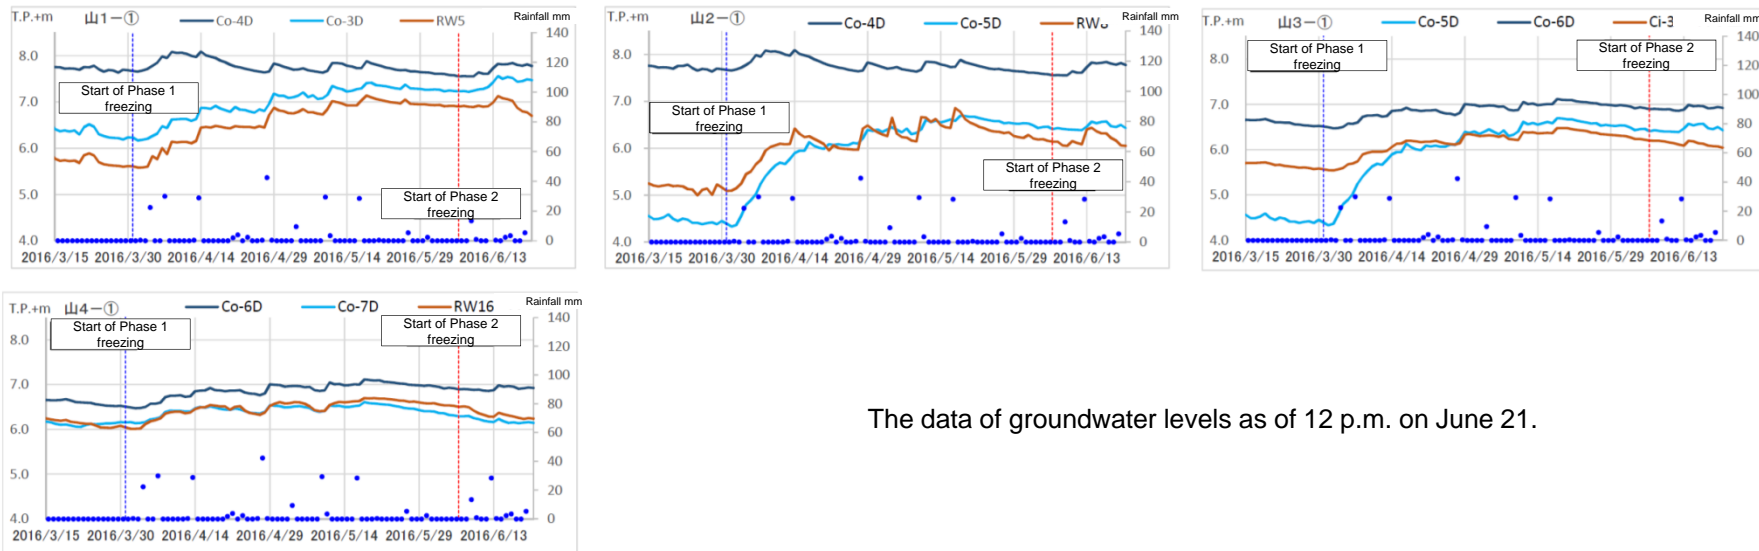 T.P.+m 山1ー① Co-4D Co-3D RW5 Rainfall mm
8.0
7.0
6.0
5.0
4.0
140
120
100
80
60
40
20
0
Start of Phase 1
freezing
Start of Phase 2
freezing
2016/3/15 2016/3/30 2016/4/14 2016/4/29 2016/5/14 2016/5/29 2016/6/13
T.P.+m 山2ー① Co-4D Co-5D Rainfall mm
8.0
7.0
6.0
5.0
4.0
140
120
100
80
60
40
20
0
Start of Phase 1
freezing
Start of Phase 2
freezing
2016/3/15 2016/3/30 2016/4/14 2016/4/29 2016/5/14 2016/5/29 2016/6/13
T.P.+m 山3ー① Co-5D Co-6D Ci-3 Rainfall mm
8.0
7.0
6.0
5.0
4.0
140
120
100
80
60
40
20
0
Start of Phase 1
freezing
Start of Phase 2
freezing
2016/3/15 2016/3/30 2016/4/14 2016/4/29 2016/5/14 2016/5/29 2016/6/13
T.P.+m 山4ー① Co-6D Co-7D RW16 Rainfall mm
8.0
7.0
6.0
5.0
4.0
140
120
100
80
60
40
20
0
Start of Phase 1
freezing
Start of Phase 2
freezing
2016/3/15 2016/3/30 2016/4/14 2016/4/29 2016/5/14 2016/5/29 2016/6/13
The data of groundwater levels as of 12 p.m. on June 21.